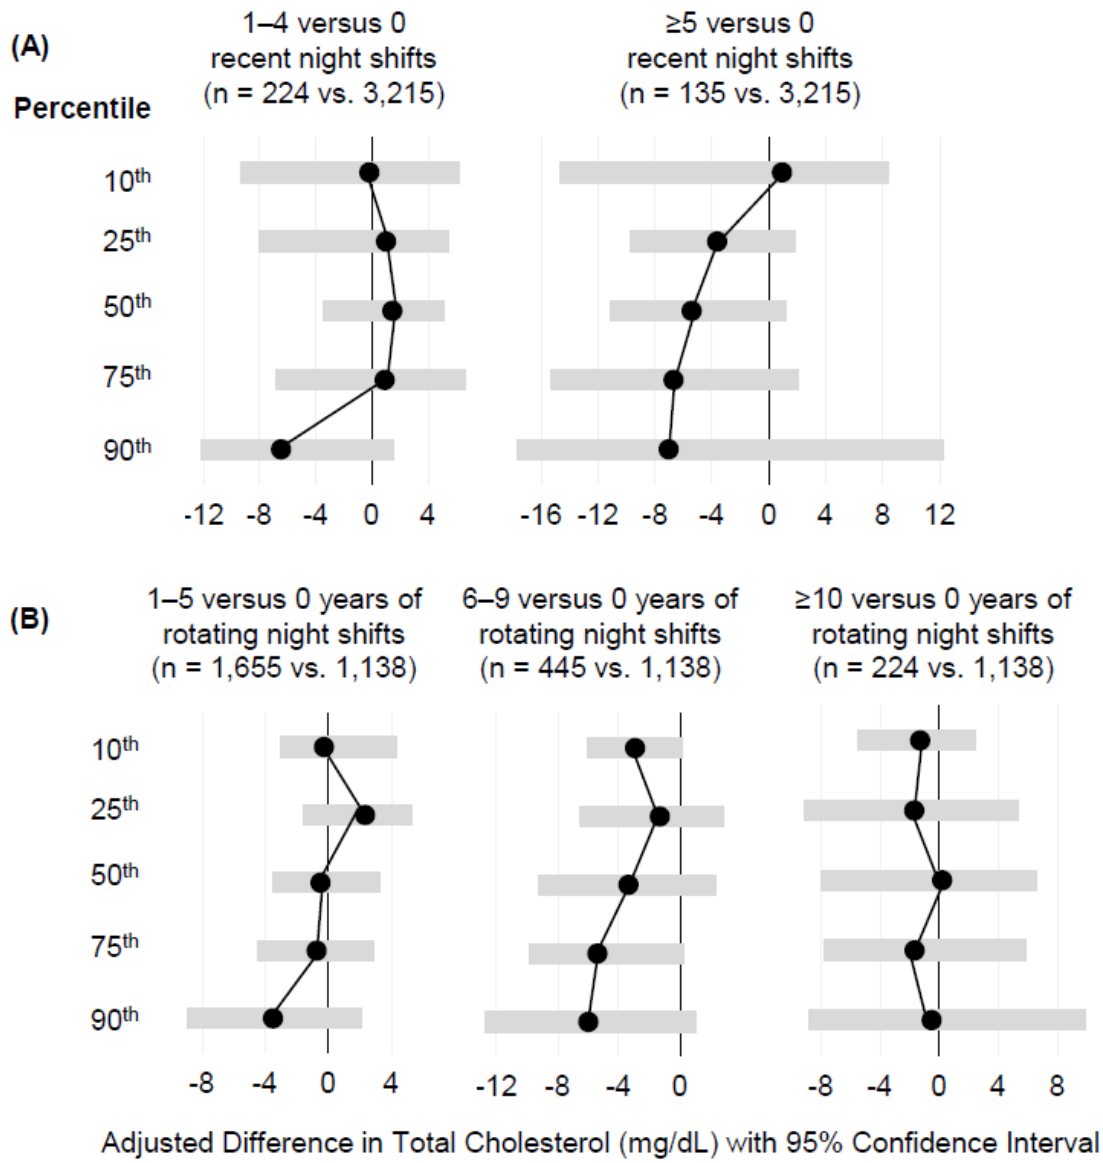 (A)
1–4 versus 0
recent night shifts
(n = 224 vs. 3,215)
≥5 versus 0
recent night shifts
(n = 135 vs. 3,215)
Percentile
10th
25th
50th
75th
90th
-12 -8 -4 0 4
-16 -12 -8 -4 0 4 8 12
(B)
1–5 versus 0 years of
rotating night shifts
(n = 1,655 vs. 1,138)
6–9 versus 0 years of
rotating night shifts
(n = 445 vs. 1,138)
≥10 versus 0 years of
rotating night shifts
(n = 224 vs. 1,138)
10th
25th
50th
75th
90th
-8 -4 0 4
-12 -8 -4 0
-8 -4 0 4 8
Adjusted Difference in Total Cholesterol (mg/dL) with 95% Confidence Interval